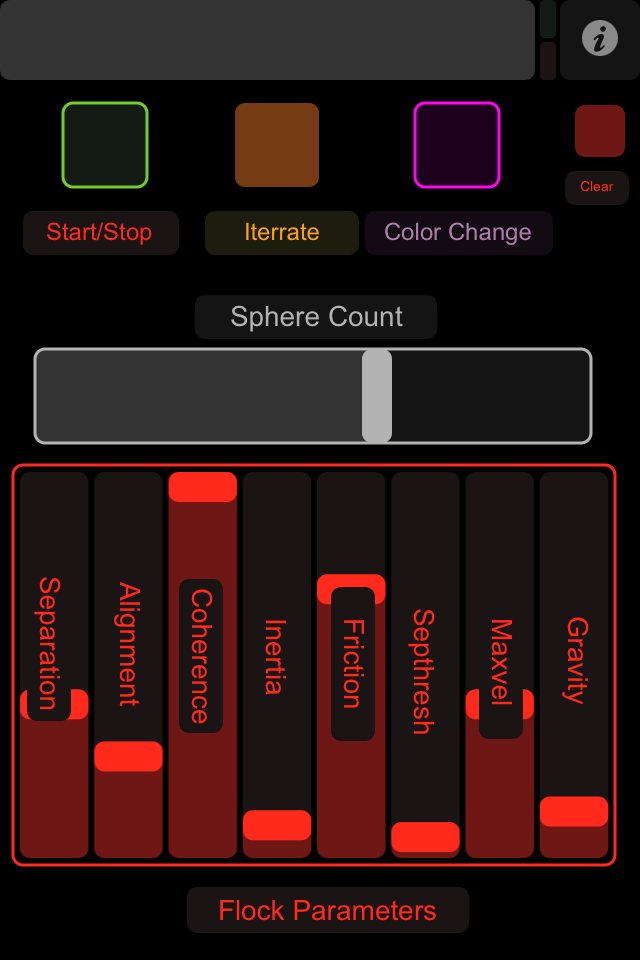 i
Clear
Start/Stop
Iterrate
Color Change
Sphere Count
Separation
Alignment
Coherence
Inertia
Friction
Septhresh
Maxvel
Gravity
Flock Parameters